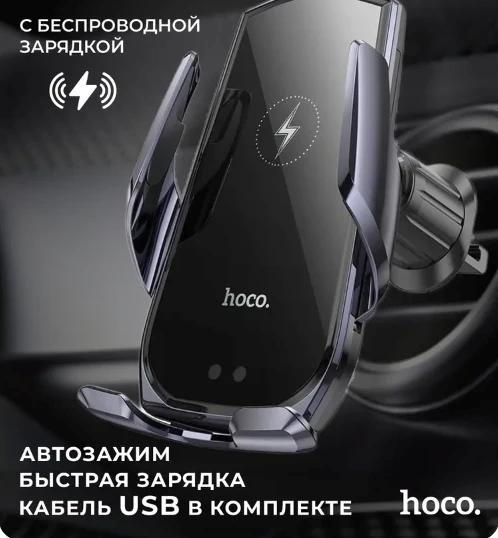 С БЕСПРОВОДНОЙ
ЗАРЯДКОЙ
hoco.
АВТОЗАЖИМ
БЫСТРАЯ ЗАРЯДКА
КАБЕЛЬ USB В КОМПЛЕКТЕ
hoco.